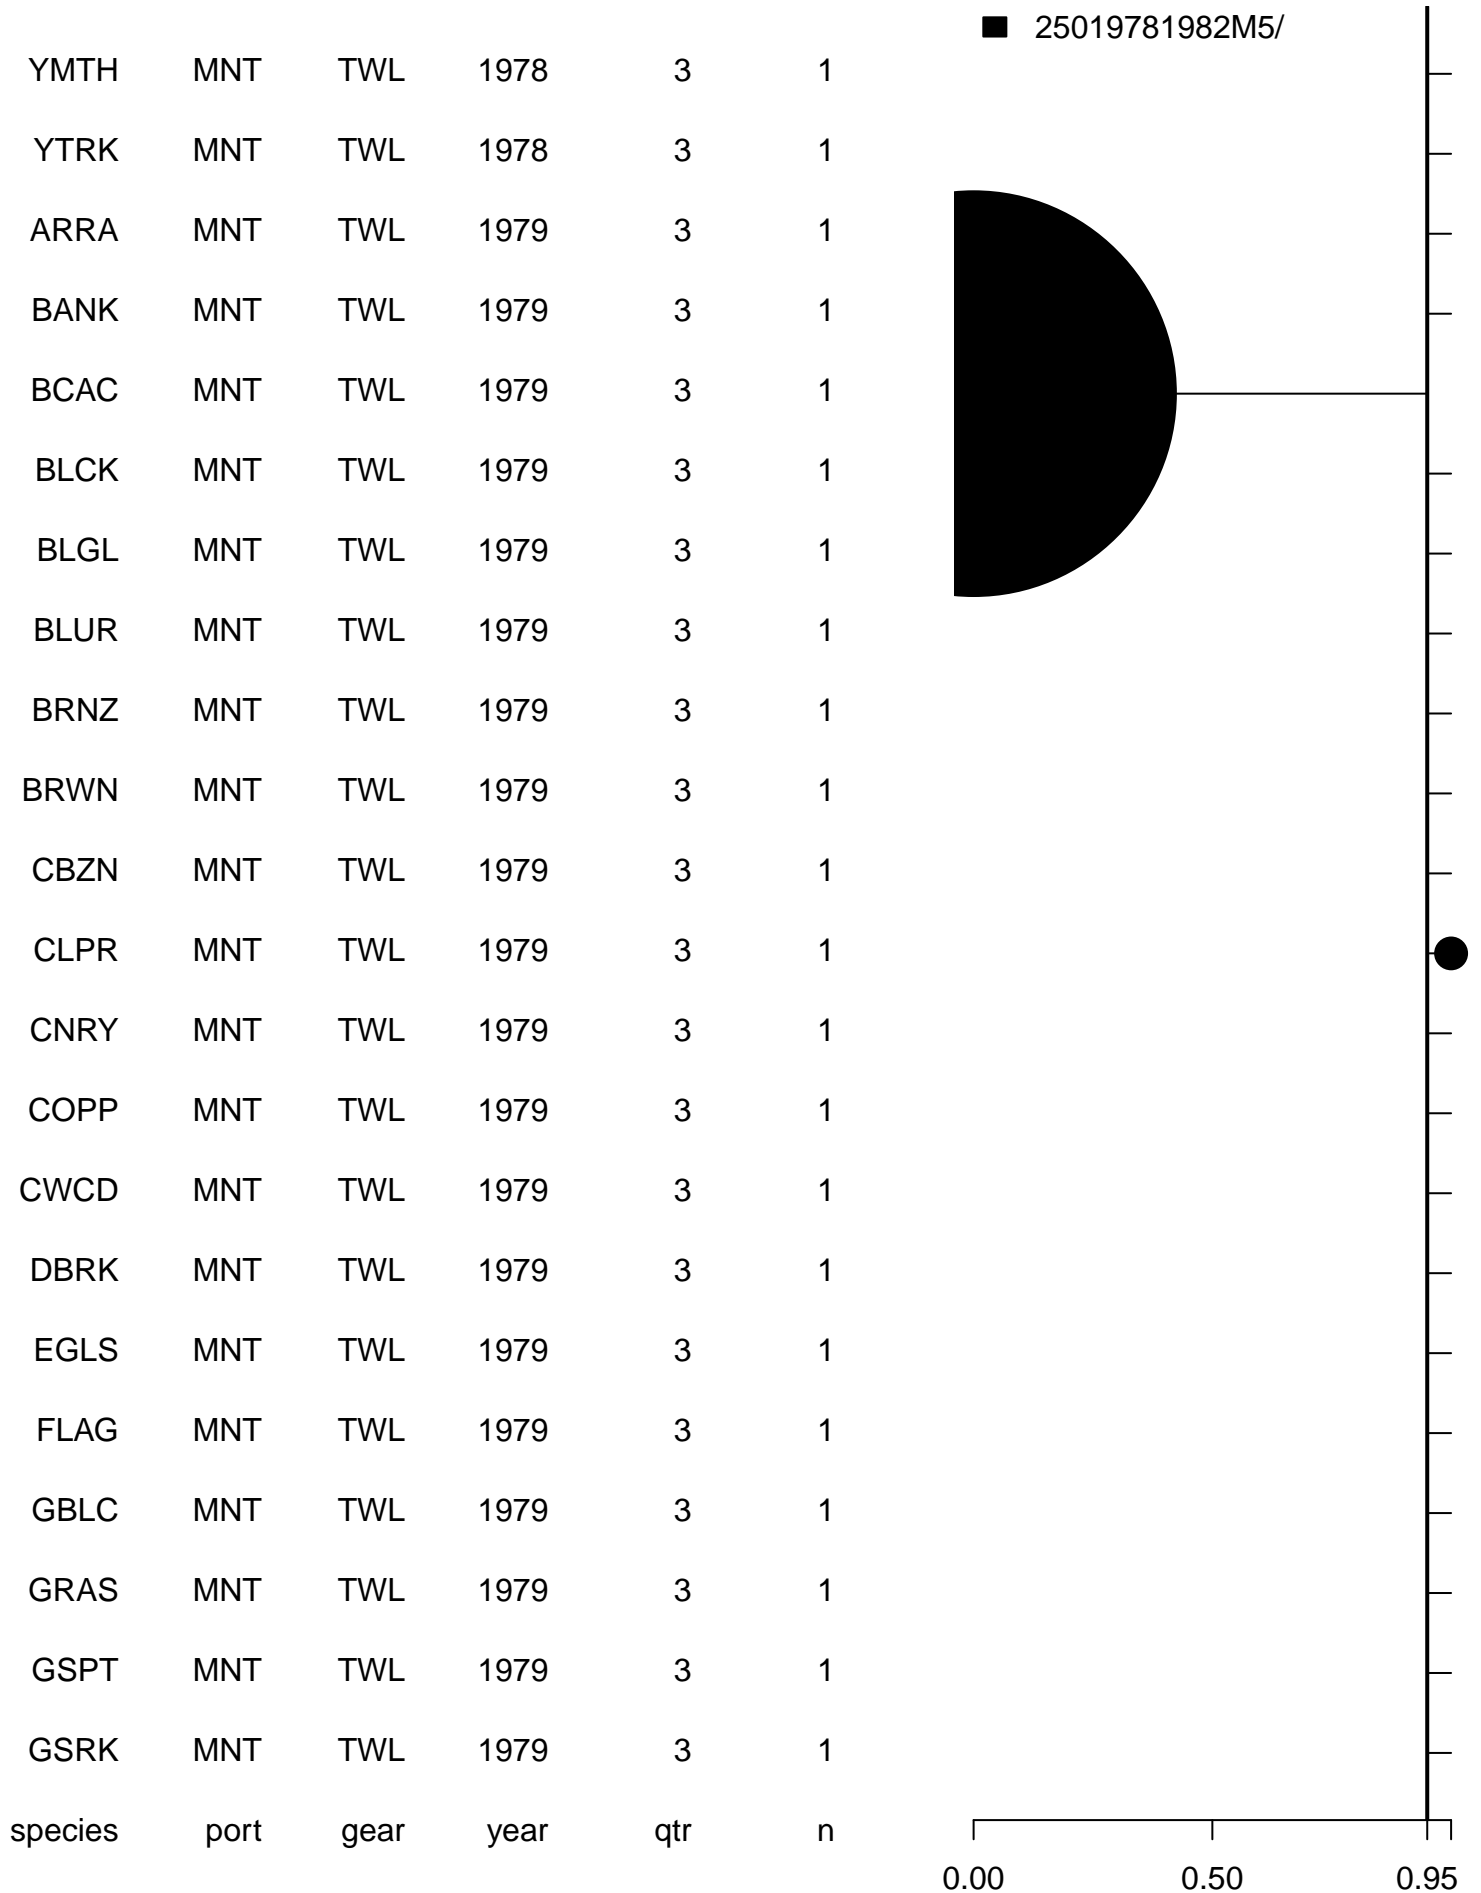 25019781982M5/
YMTH MNT TWL 1978 3 1
YTRK MNT TWL 1978 3 1
ARRA MNT TWL 1979 3 1
BANK MNT TWL 1979 3 1
BCAC MNT TWL 1979 3 1
BLCK MNT TWL 1979 3 1
BLGL MNT TWL 1979 3 1
BLUR MNT TWL 1979 3 1
BRNZ MNT TWL 1979 3 1
BRWN MNT TWL 1979 3 1
CBZN MNT TWL 1979 3 1
CLPR MNT TWL 1979 3 1
CNRY MNT TWL 1979 3 1
COPP MNT TWL 1979 3 1
CWCD MNT TWL 1979 3 1
DBRK MNT TWL 1979 3 1
EGLS MNT TWL 1979 3 1
FLAG MNT TWL 1979 3 1
GBLC MNT TWL 1979 3 1
GRAS MNT TWL 1979 3 1
GSPT MNT TWL 1979 3 1
GSRK MNT TWL 1979 3 1
species port gear year qtr n
0.00 0.50 0.95